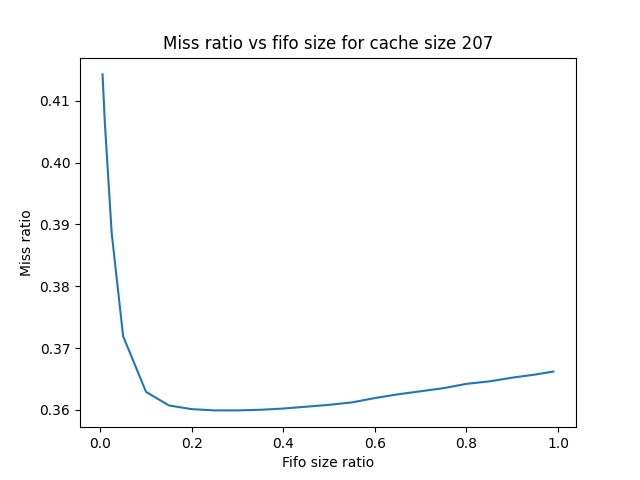 Miss ratio vs fifo size for cache size 207
0.41
0.40
0.39
0.38
0.37
0.36
Miss ratio
0.0 0.2 0.4 0.6 0.8 1.0
Fifo size ratio